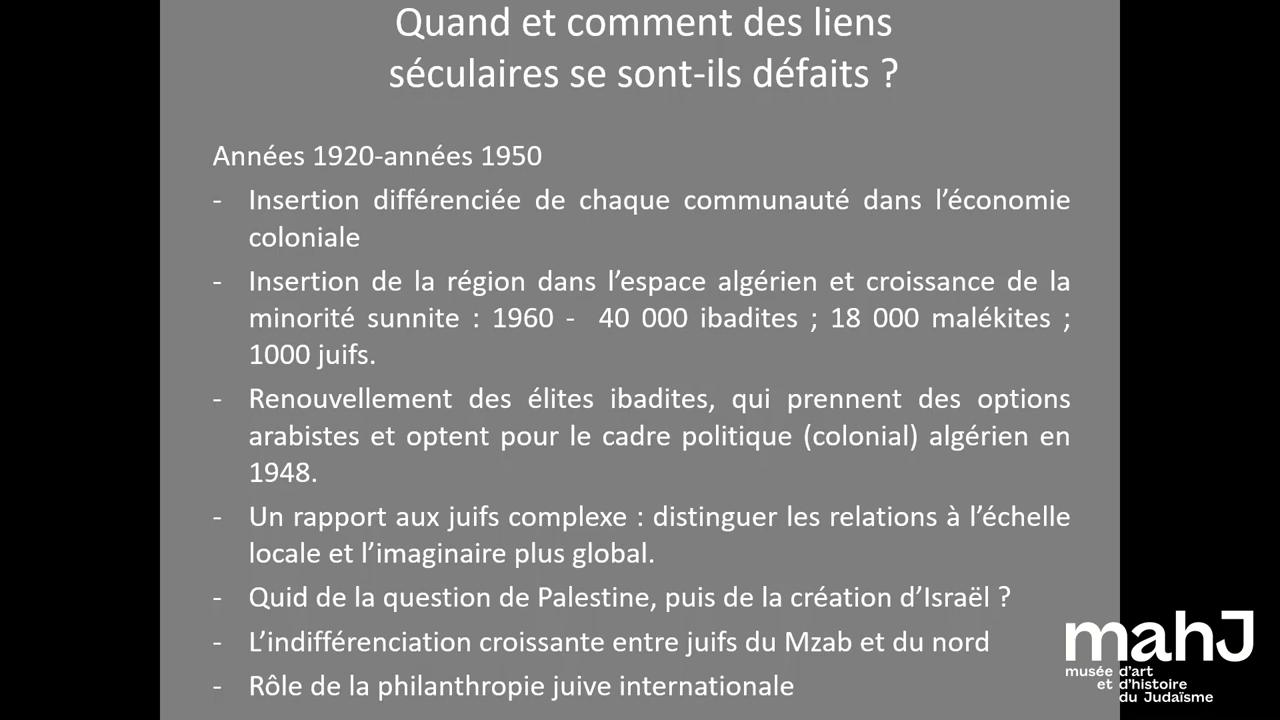 Quand et comment des liens
séculaires se sont-ils défaits ?
Années 1920-années 1950
- Insertion différenciée de chaque communauté dans l’économie
coloniale
- Insertion de la région dans l’espace algérien et croissance de la
minorité sunnite : 1960 - 40 000 ibadites ; 18 000 malékites ;
1000 juifs.
- Renouvellement des élites ibadites, qui prennent des options
arabistes et optent pour le cadre politique (colonial) algérien en
1948.
- Un rapport aux juifs complexe : distinguer les relations à l’échelle
locale et l’imaginaire plus global.
- Quid de la question de Palestine, puis de la création d’Israël ?
- L’indifférenciation croissante entre juifs du Mzab et du nord
- Rôle de la philanthropie juive internationale
mahJ
musée d’art
et d’histoire
du Judaïsme